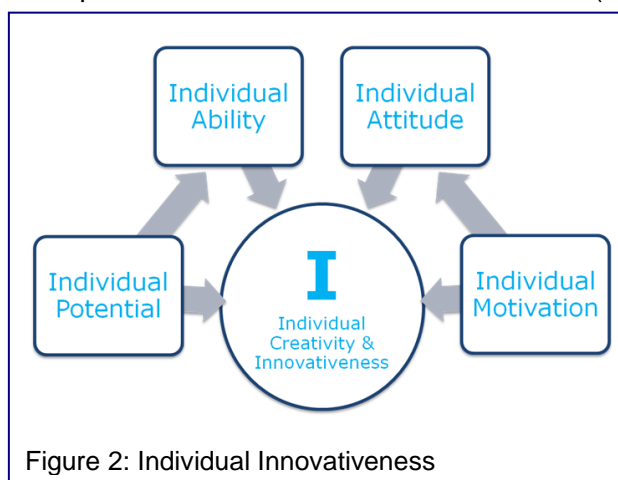 Individual
Ability
Individual
Attitude
Individual
Potential
I
Individual
Creativity &
Innovativeness
Individual
Motivation
Figure 2: Individual Innovativeness